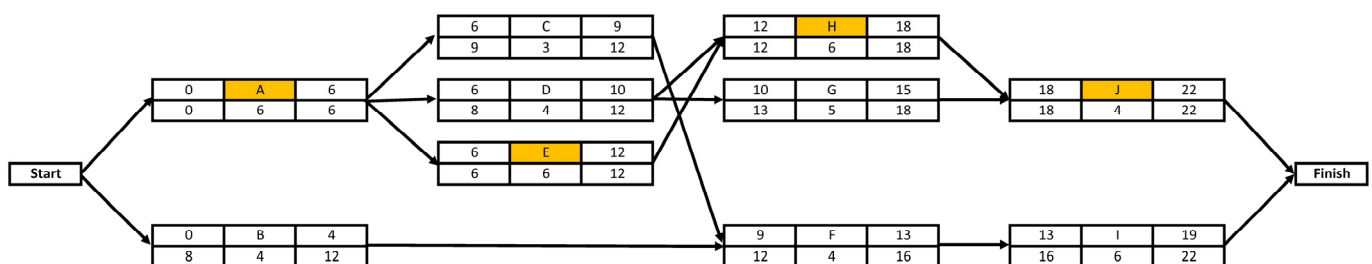 6 C 9
9 3 12
12 H 18
12 6 18
0 A 6
0 6 6
6 D 10
8 4 12
10 G 15
13 5 18
18 J 22
18 4 22
6 E 12
6 6 12
Start
Finish
0 B 4
8 4 12
9 F 13
12 4 16
13 I 19
16 6 22